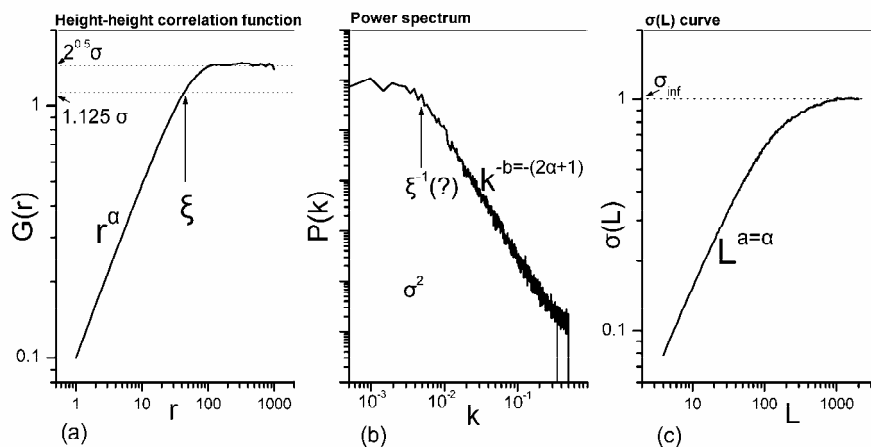 Height-height correlation function
2^0.5σ
1
1.125 σ
G(r)
r^α
ξ
0.1
1 10 100 1000
r
(a)
Power spectrum
P(k)
ξ^-1(?)
k^-b=-(2α+1)
σ^2
10^-3 10^-2 10^-1
k
(b)
σ(L) curve
σ_inf
1
σ(L)
L^a=α
0.1
10 100 1000
L
(c)